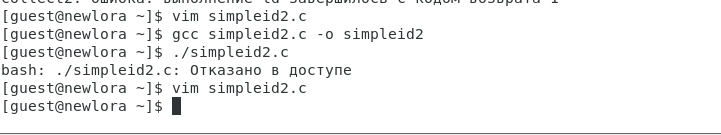 collect2: ошибка: выполнение ld завершилось с кодом возврата 1
[guest@newlora ~]$ vim simpleid2.c
[guest@newlora ~]$ gcc simpleid2.c -o simpleid2
[guest@newlora ~]$ ./simpleid2.c
bash: ./simpleid2.c: Отказано в доступе
[guest@newlora ~]$ vim simpleid2.c
[guest@newlora ~]$